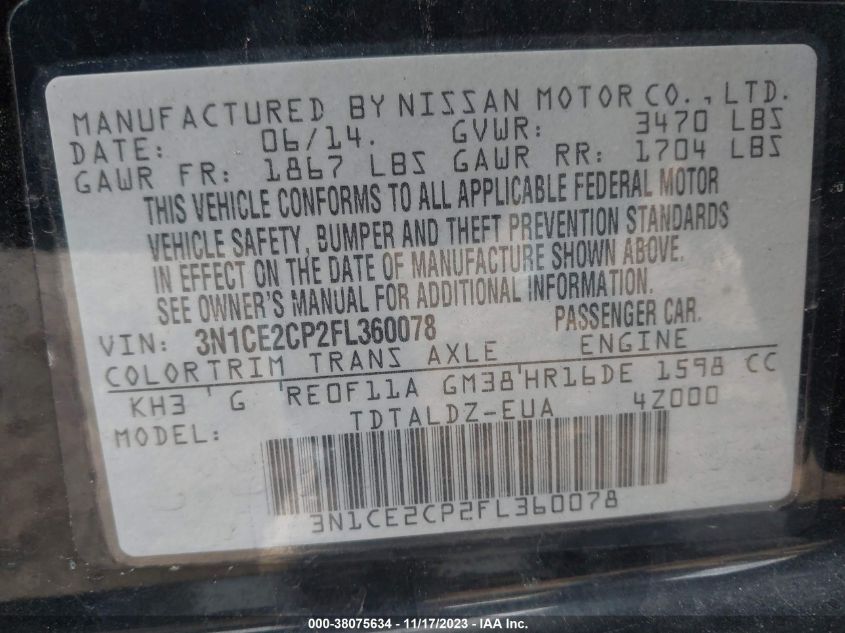 MANUFACTURED BY NISSAN MOTOR CO., LTD.
DATE: 06/14. GVWR: 3470 LBS
GAWR FR: 1867 LBS GAWR RR: 1704 LBS
THIS VEHICLE CONFORMS TO ALL APPLICABLE FEDERAL MOTOR
VEHICLE SAFETY, BUMPER AND THEFT PREVENTION STANDARDS
IN EFFECT ON THE DATE OF MANUFACTURE SHOWN ABOVE.
SEE OWNER'S MANUAL FOR ADDITIONAL INFORMATION.
VIN: 3N1CE2CP2FL360078 PASSENGER CAR.
COLOR TRIM TRANS AXLE ENGINE
KH3 ' G 'RE0F11A GM38'HR16DE 1598 CC
MODEL: TDTALDZ-EUA 4Z000
3N1CE2CP2FL360078
000-38075634 - 11/17/2023 - IAA